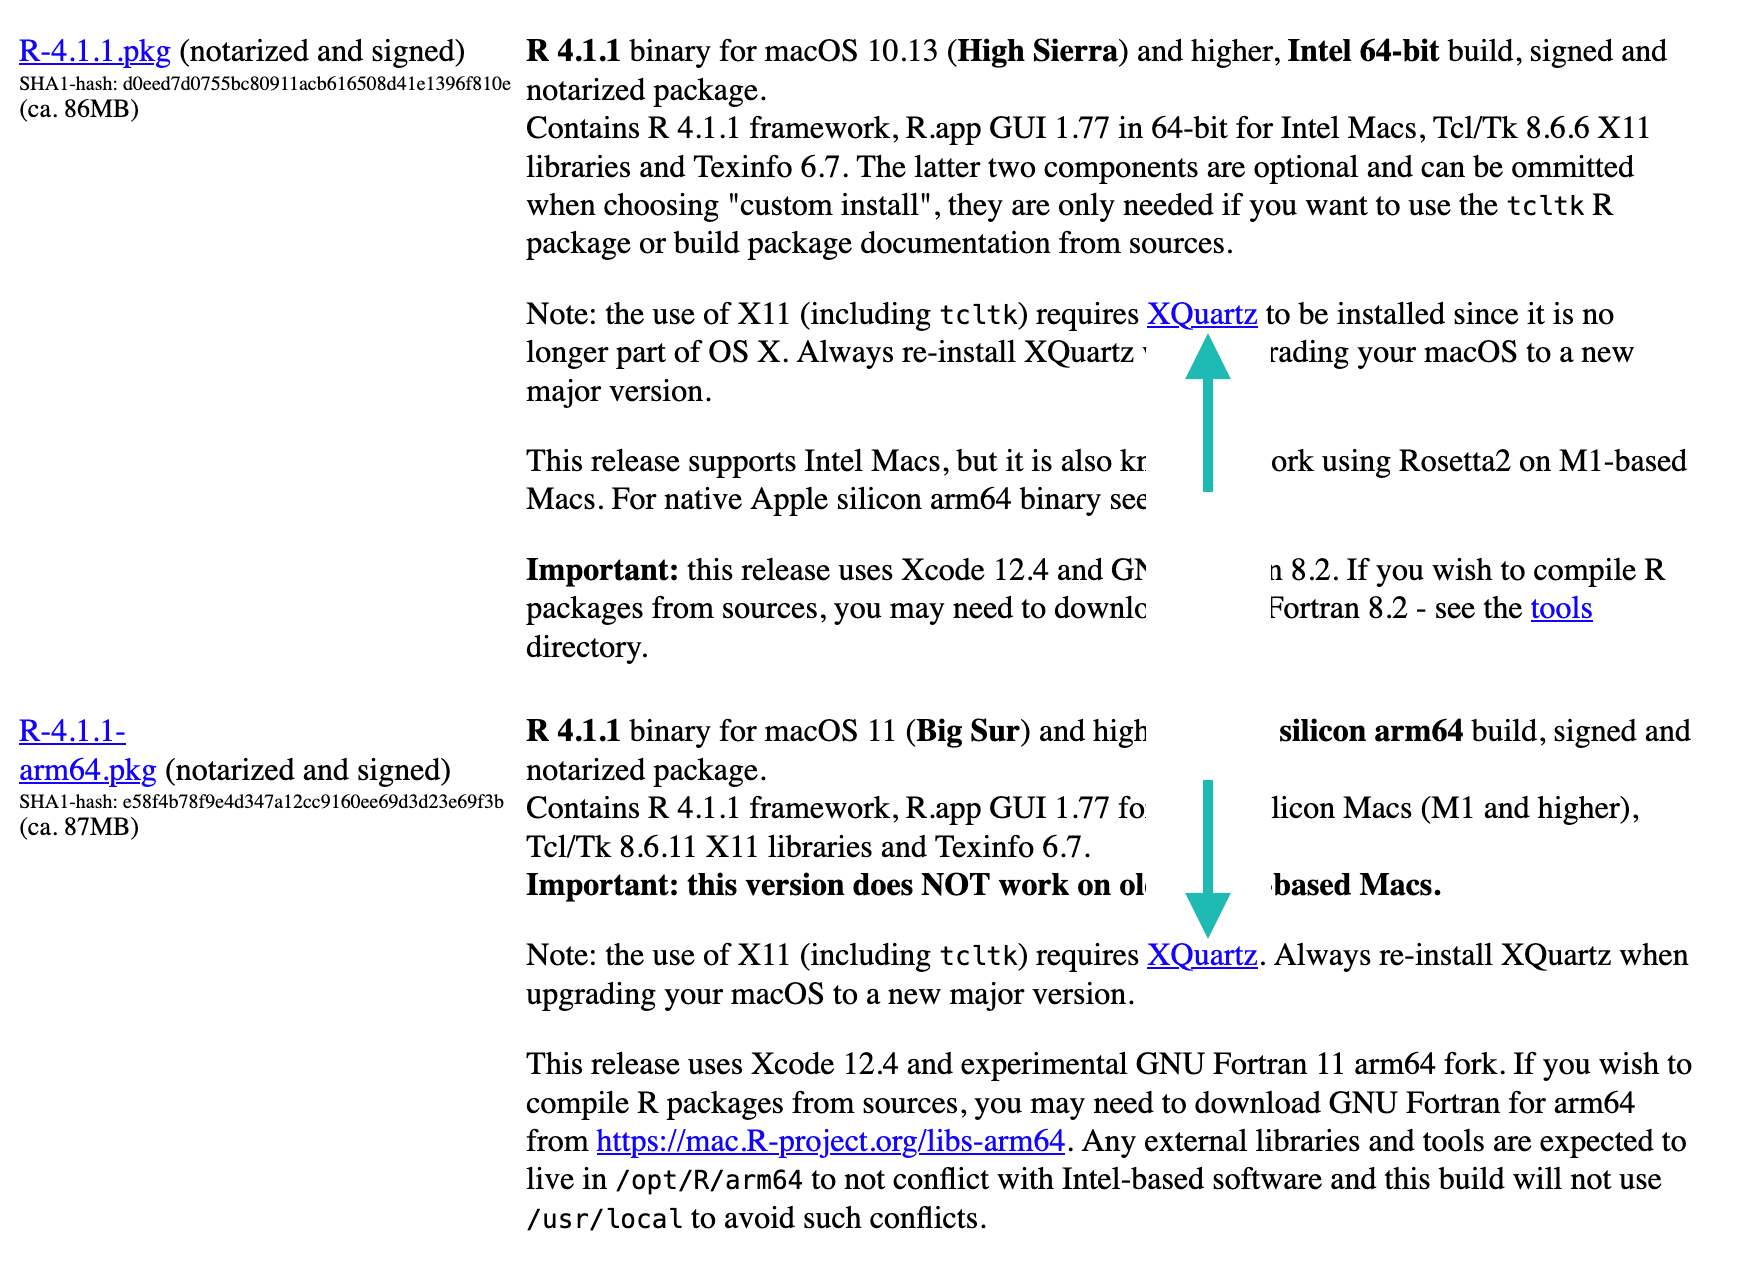 R-4.1.1.pkg (notarized and signed)
SHA1-hash: d0eed7d0755bc80911acb616508d41e1396f810e
(ca. 86MB)
R 4.1.1 binary for macOS 10.13 (High Sierra) and higher, Intel 64-bit build, signed and
notarized package.
Contains R 4.1.1 framework, R.app GUI 1.77 in 64-bit for Intel Macs, Tcl/Tk 8.6.6 X11
libraries and Texinfo 6.7. The latter two components are optional and can be ommitted
when choosing "custom install", they are only needed if you want to use the tcltk R
package or build package documentation from sources.
Note: the use of X11 (including tcltk) requires XQuartz to be installed since it is no
longer part of OS X. Always re-install XQuartz rading your macOS to a new
major version.
This release supports Intel Macs, but it is also kn ork using Rosetta2 on M1-based
Macs. For native Apple silicon arm64 binary see
Important: this release uses Xcode 12.4 and GN n 8.2. If you wish to compile R
packages from sources, you may need to downlo Fortran 8.2 - see the tools
directory.
R-4.1.1-
arm64.pkg (notarized and signed)
SHA1-hash: e58f4b78f9e4d347a12cc9160ee69d3d23e69f3b
(ca. 87MB)
R 4.1.1 binary for macOS 11 (Big Sur) and high silicon arm64 build, signed and
notarized package.
Contains R 4.1.1 framework, R.app GUI 1.77 for licon Macs (M1 and higher),
Tcl/Tk 8.6.11 X11 libraries and Texinfo 6.7.
Important: this version does NOT work on ol based Macs.
Note: the use of X11 (including tcltk) requires XQuartz. Always re-install XQuartz when
upgrading your macOS to a new major version.
This release uses Xcode 12.4 and experimental GNU Fortran 11 arm64 fork. If you wish to
compile R packages from sources, you may need to download GNU Fortran for arm64
from https://mac.R-project.org/libs-arm64. Any external libraries and tools are expected to
live in /opt/R/arm64 to not conflict with Intel-based software and this build will not use
/usr/local to avoid such conflicts.